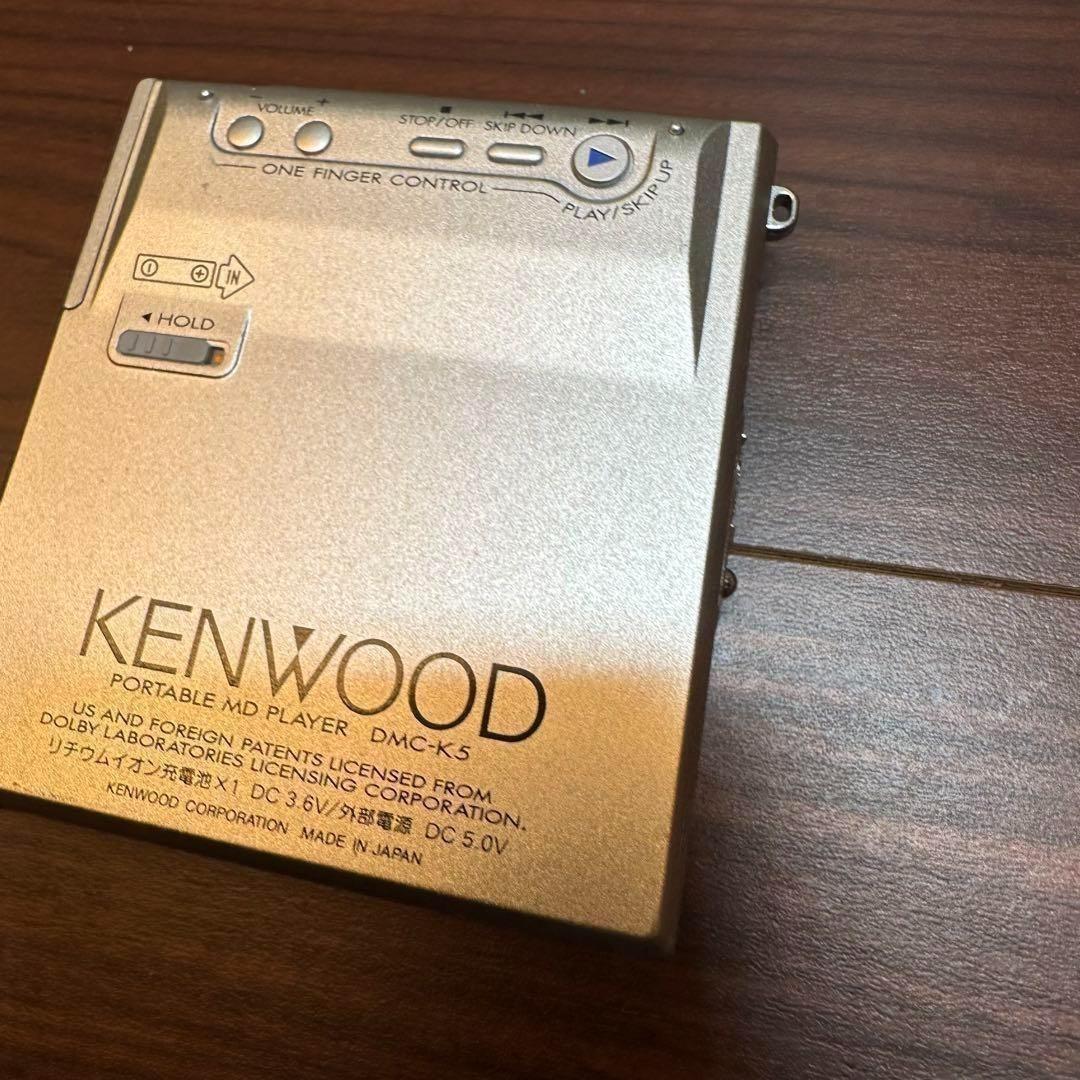 - VOLUME +
■ ⏮ ⏭
STOP/OFF SKIP DOWN
ONE FINGER CONTROL
PLAY/SKIP UP
IN
◀ HOLD
KENWOOD
PORTABLE MD PLAYER DMC-K5
US AND FOREIGN PATENTS LICENSED FROM
DOLBY LABORATORIES LICENSING CORPORATION.
リチウムイオン充電池×1 DC 3.6V/外部電源 DC 5.0V
KENWOOD CORPORATION MADE IN JAPAN